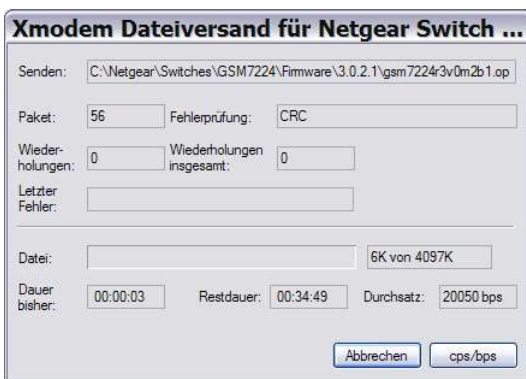 Xmodem Dateiversand für Netgear Switch ...
Senden: C:\Netgear\Switches\GSM7224\Firmware\3.0.2.1\gsm7224r3v0m2b1.op
Paket: 56 Fehlerprüfung: CRC
Wieder-
holungen: 0 Wiederholungen
insgesamt: 0
Letzter
Fehler:
Datei: 6K von 4097K
Dauer
bisher: 00:00:03 Restdauer: 00:34:49 Durchsatz: 20050 bps
Abbrechen cps/bps